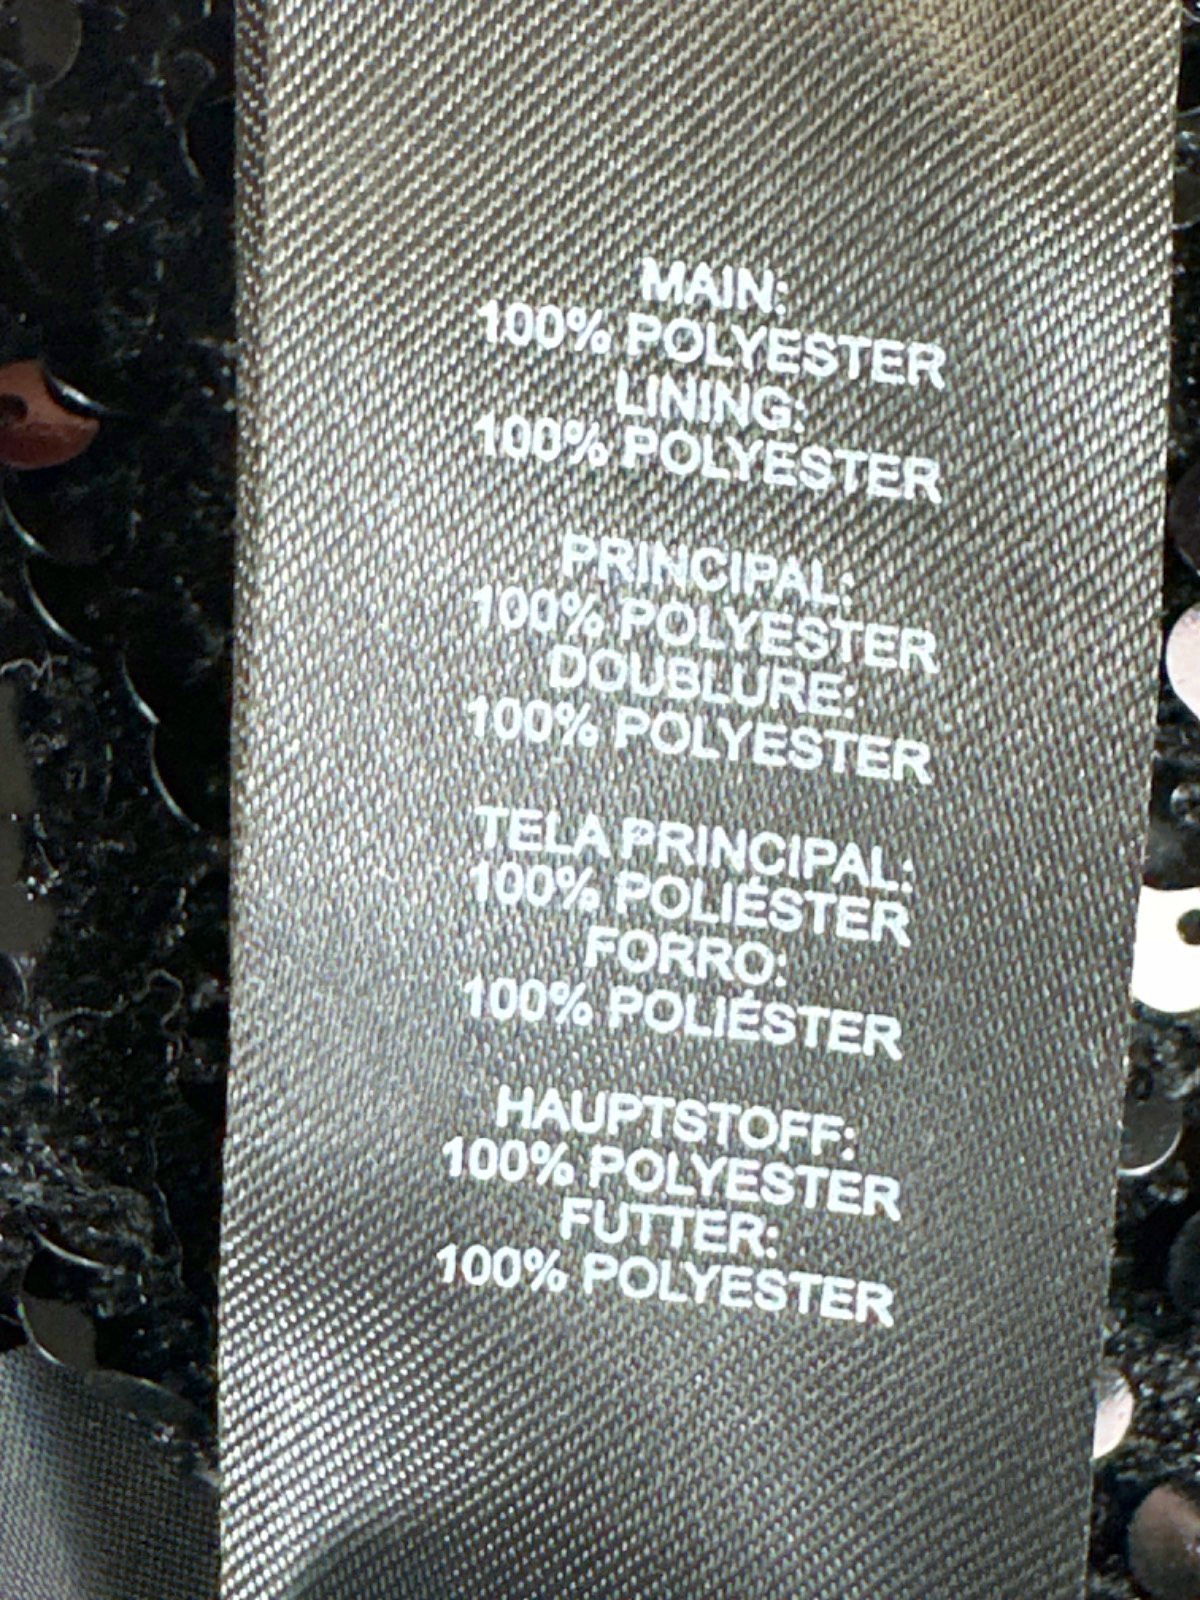 MAIN:
100% POLYESTER
LINING:
100% POLYESTER
PRINCIPAL:
100% POLYESTER
DOUBLURE:
100% POLYESTER
TELA PRINCIPAL:
100% POLIÉSTER
FORRO:
100% POLIÉSTER
HAUPTSTOFF:
100% POLYESTER
FUTTER:
100% POLYESTER